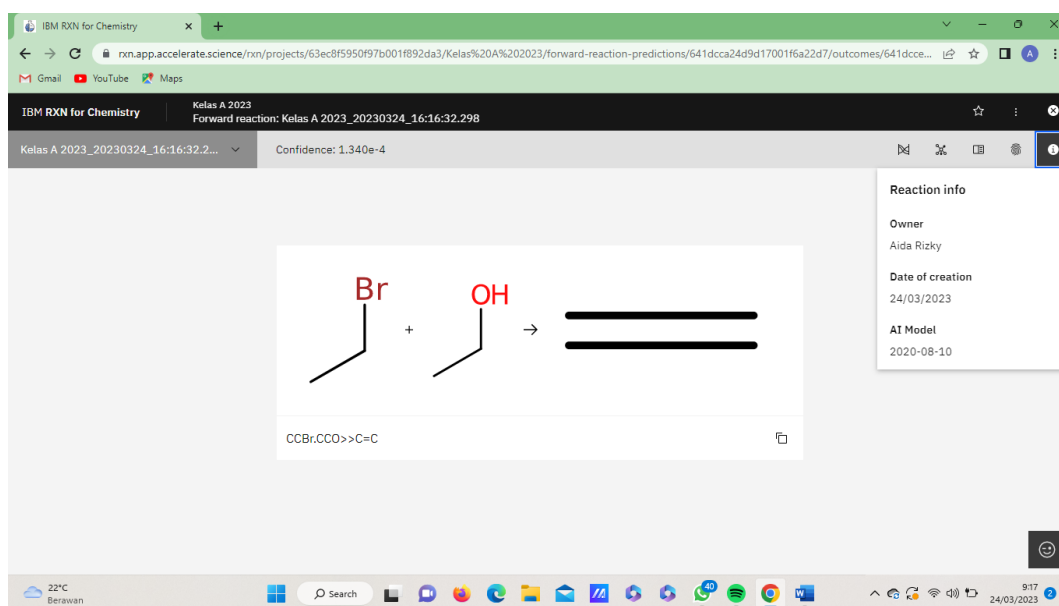 IBM RXN for Chemistry
rxn.app.accelerate.science/rxn/projects/63ec8f5950f97b001f892da3/Kelas%20A%202023/forward-reaction-predictions/641dcca24d9d17001f6a22d7/outcomes/641dcce...
A
Gmail YouTube Maps
IBM RXN for Chemistry
Kelas A 2023
Forward reaction: Kelas A 2023_20230324_16:16:32.298
Kelas A 2023_20230324_16:16:32.2...
Confidence: 1.340e-4
Reaction info
Owner
Aida Rizky
Date of creation
24/03/2023
AI Model
2020-08-10
Br
+
OH
→
CCBr.CCO>>C=C
22°C
Berawan
Search
40
W
9:17
24/03/2023
2